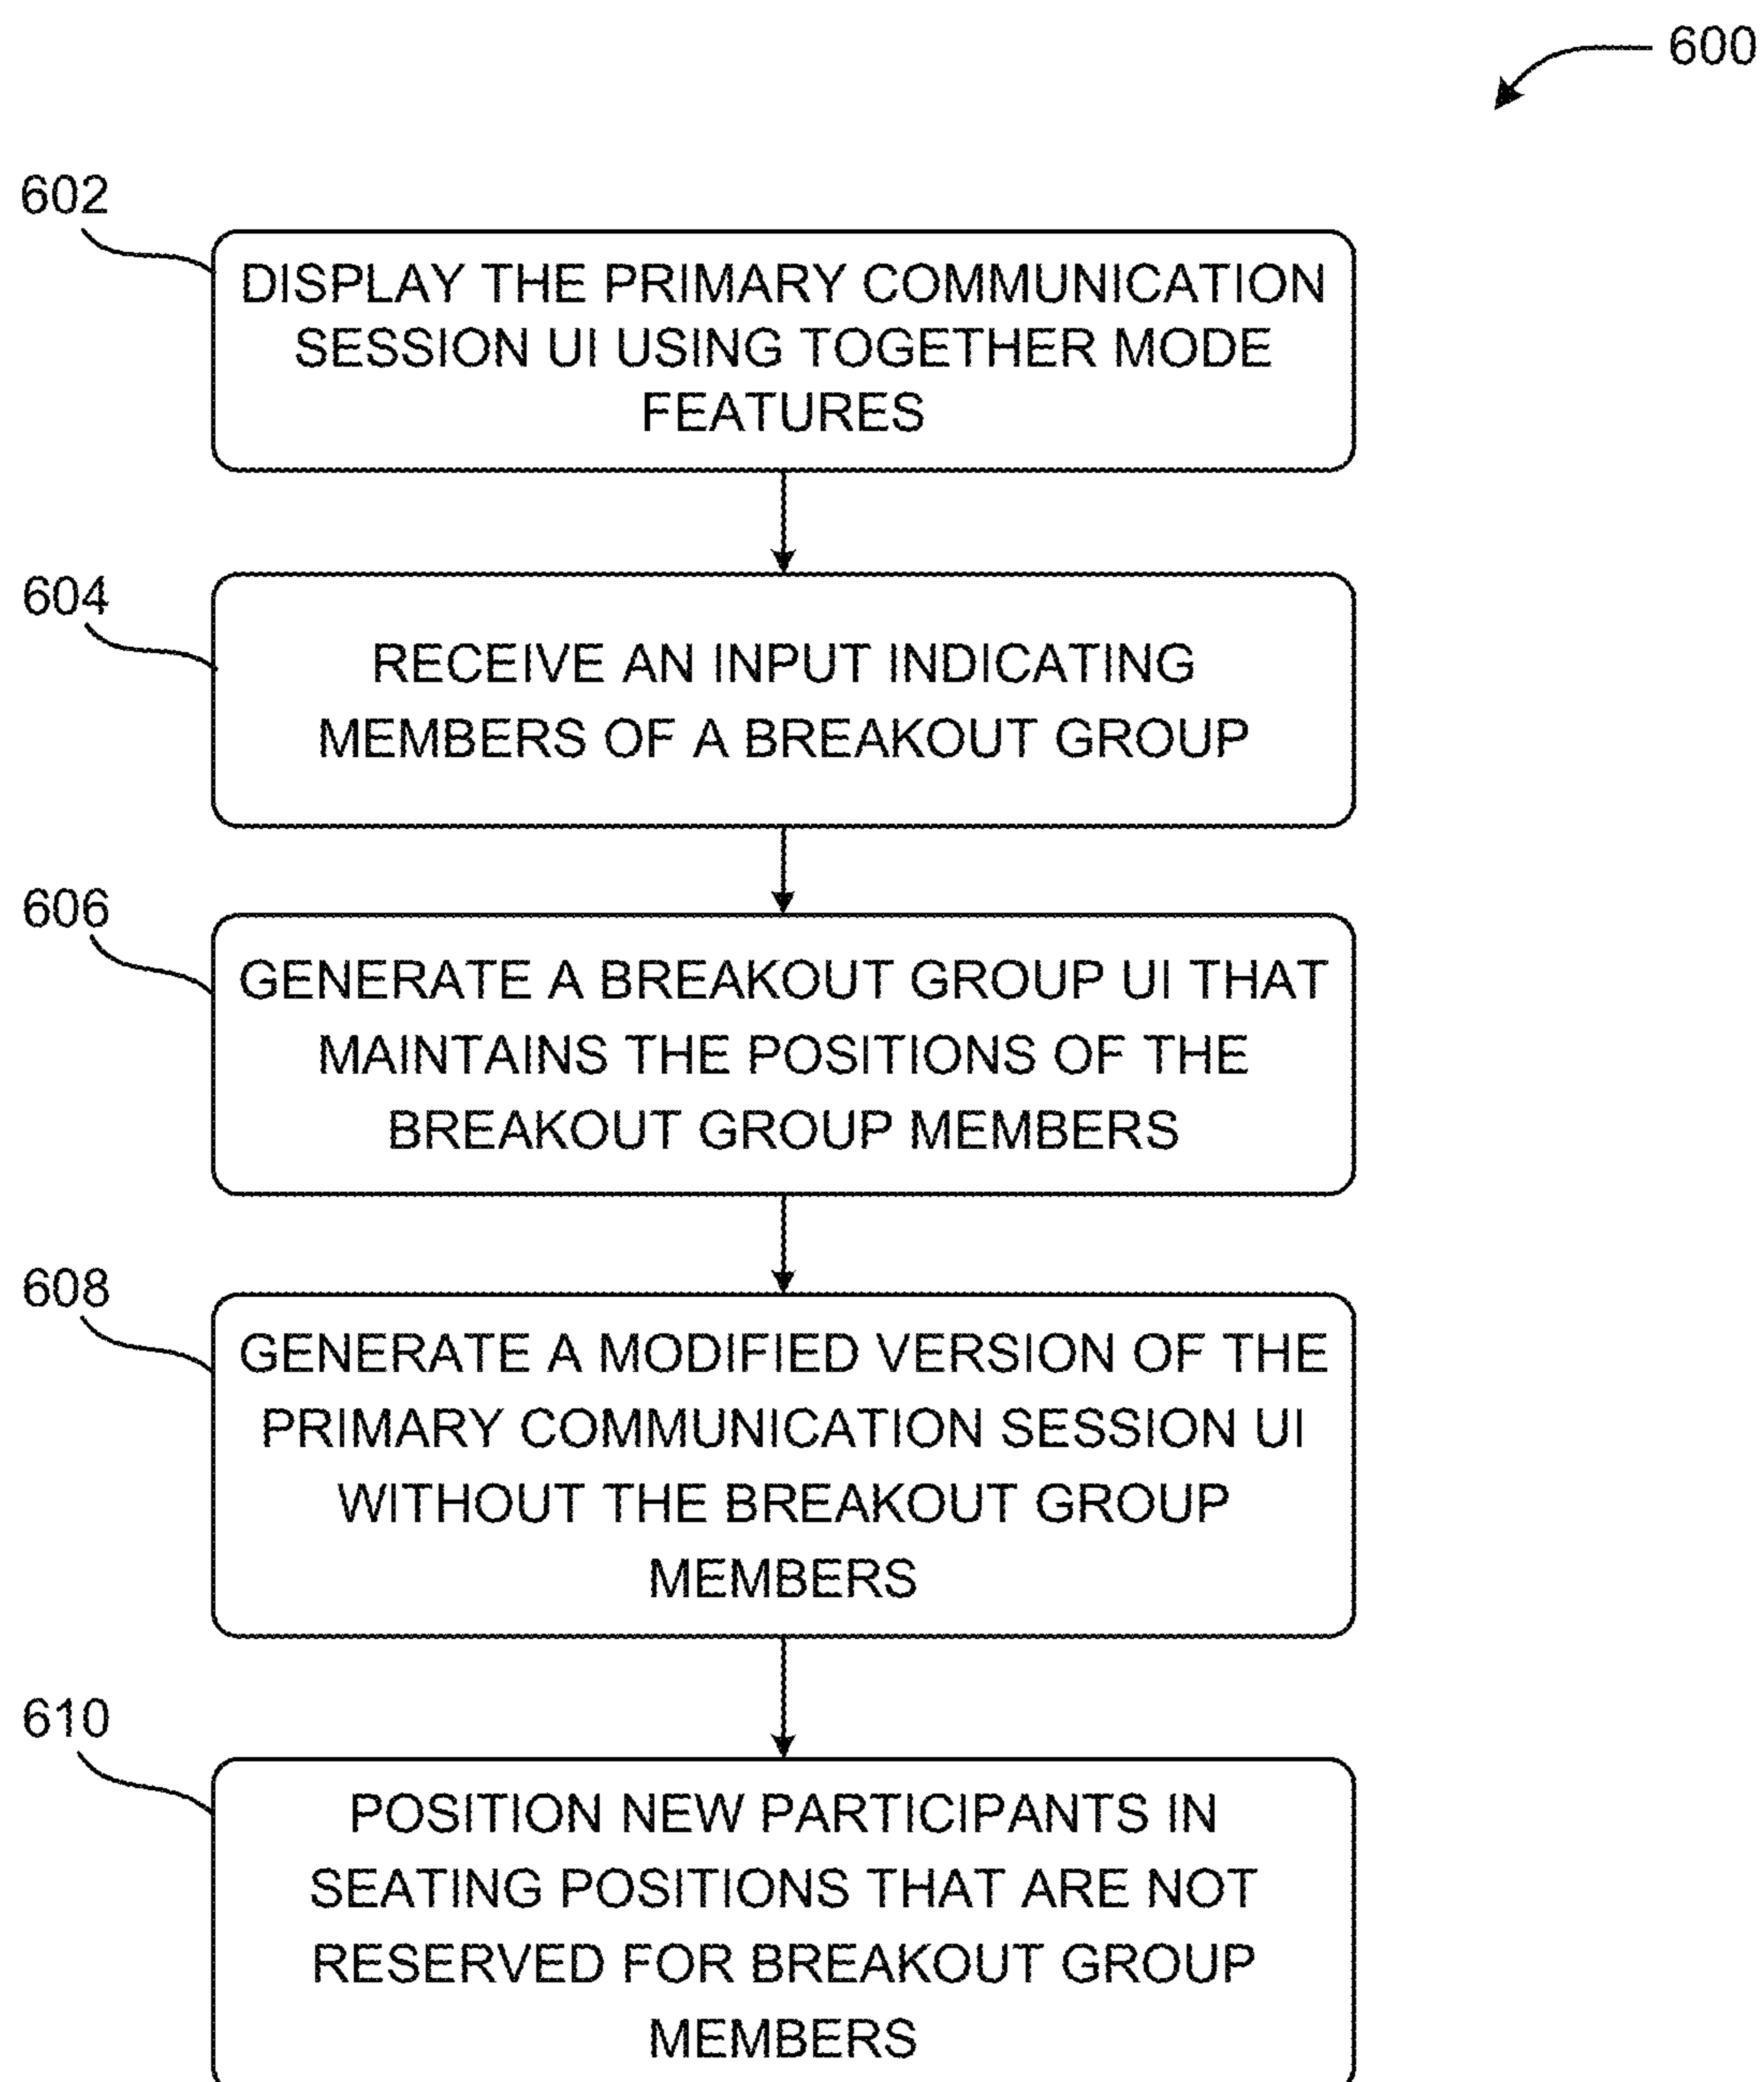 600
602
DISPLAY THE PRIMARY COMMUNICATION
SESSION UI USING TOGETHER MODE
FEATURES
604
RECEIVE AN INPUT INDICATING
MEMBERS OF A BREAKOUT GROUP
606
GENERATE A BREAKOUT GROUP UI THAT
MAINTAINS THE POSITIONS OF THE
BREAKOUT GROUP MEMBERS
608
GENERATE A MODIFIED VERSION OF THE
PRIMARY COMMUNICATION SESSION UI
WITHOUT THE BREAKOUT GROUP
MEMBERS
610
POSITION NEW PARTICIPANTS IN
SEATING POSITIONS THAT ARE NOT
RESERVED FOR BREAKOUT GROUP
MEMBERS